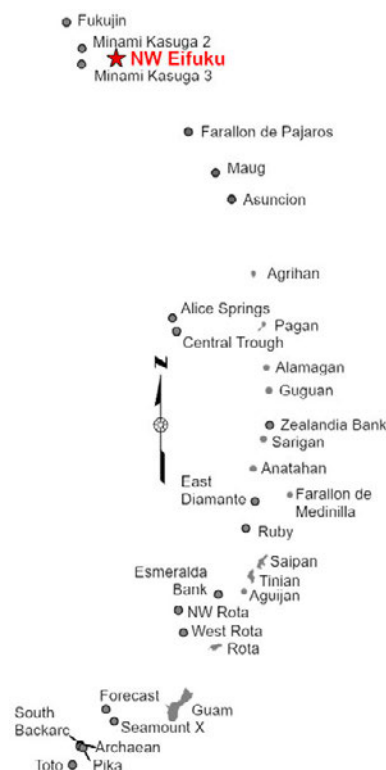 Fukujin
Minami Kasuga 2
NW Eifuku
Minami Kasuga 3
Farallon de Pajaros
Maug
Asuncion
Agrihan
Alice Springs
Pagan
Central Trough
Alamagan
N
Guguan
Zealandia Bank
Sarigan
Anatahan
East
Diamante
Farallon de
Medinilla
Ruby
Saipan
Esmeralda
Bank
Tinian
Aguijan
NW Rota
West Rota
Rota
Forecast
Guam
South
Backarc
Seamount X
Archaean
Toto
Pika